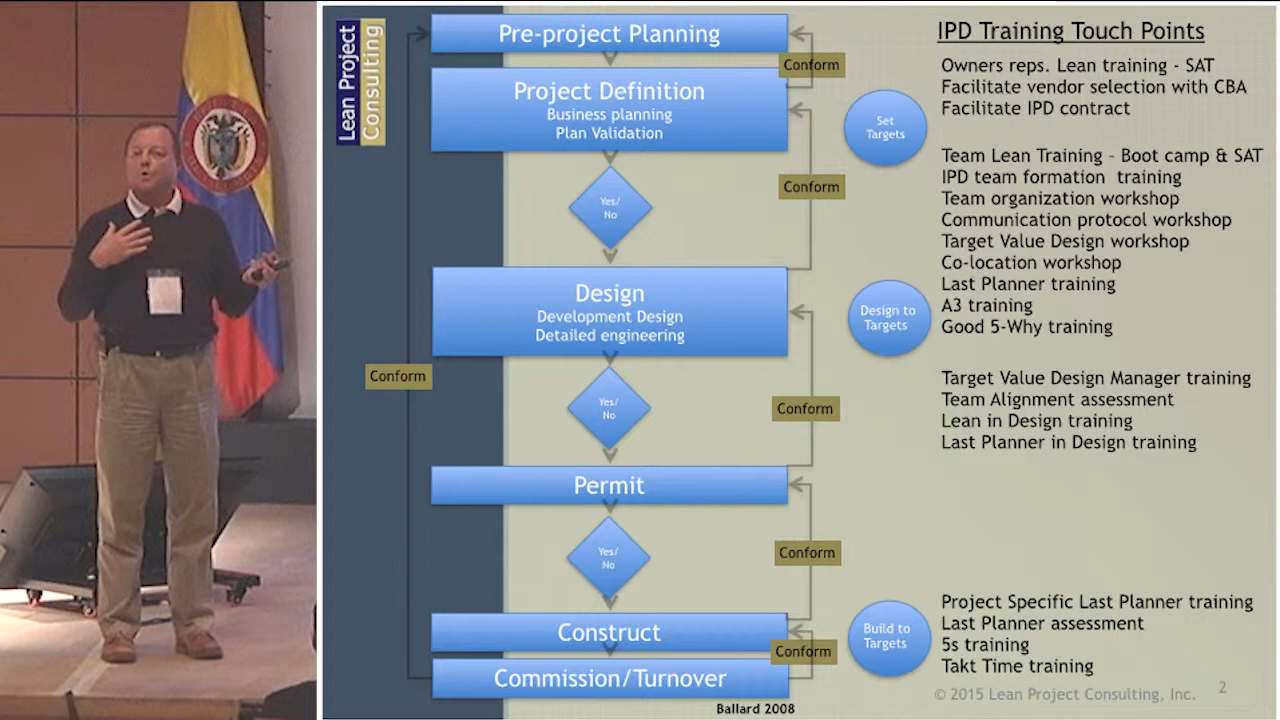 Lean Project
Consulting
Pre-project Planning
Conform
Project Definition
Business planning
Plan Validation
Set
Targets
Yes/
No
Conform
Design
Development Design
Detailed engineering
Design to
Targets
Conform
Yes/
No
Conform
Permit
Yes/
No
Conform
Construct
Build to
Targets
Conform
Commission/Turnover
Ballard 2008
IPD Training Touch Points
Owners reps. Lean training - SAT
Facilitate vendor selection with CBA
Facilitate IPD contract
Team Lean Training – Boot camp & SAT
IPD team formation training
Team organization workshop
Communication protocol workshop
Target Value Design workshop
Co-location workshop
Last Planner training
A3 training
Good 5-Why training
Target Value Design Manager training
Team Alignment assessment
Lean in Design training
Last Planner in Design training
Project Specific Last Planner training
Last Planner assessment
5s training
Takt Time training
© 2015 Lean Project Consulting, Inc.
2